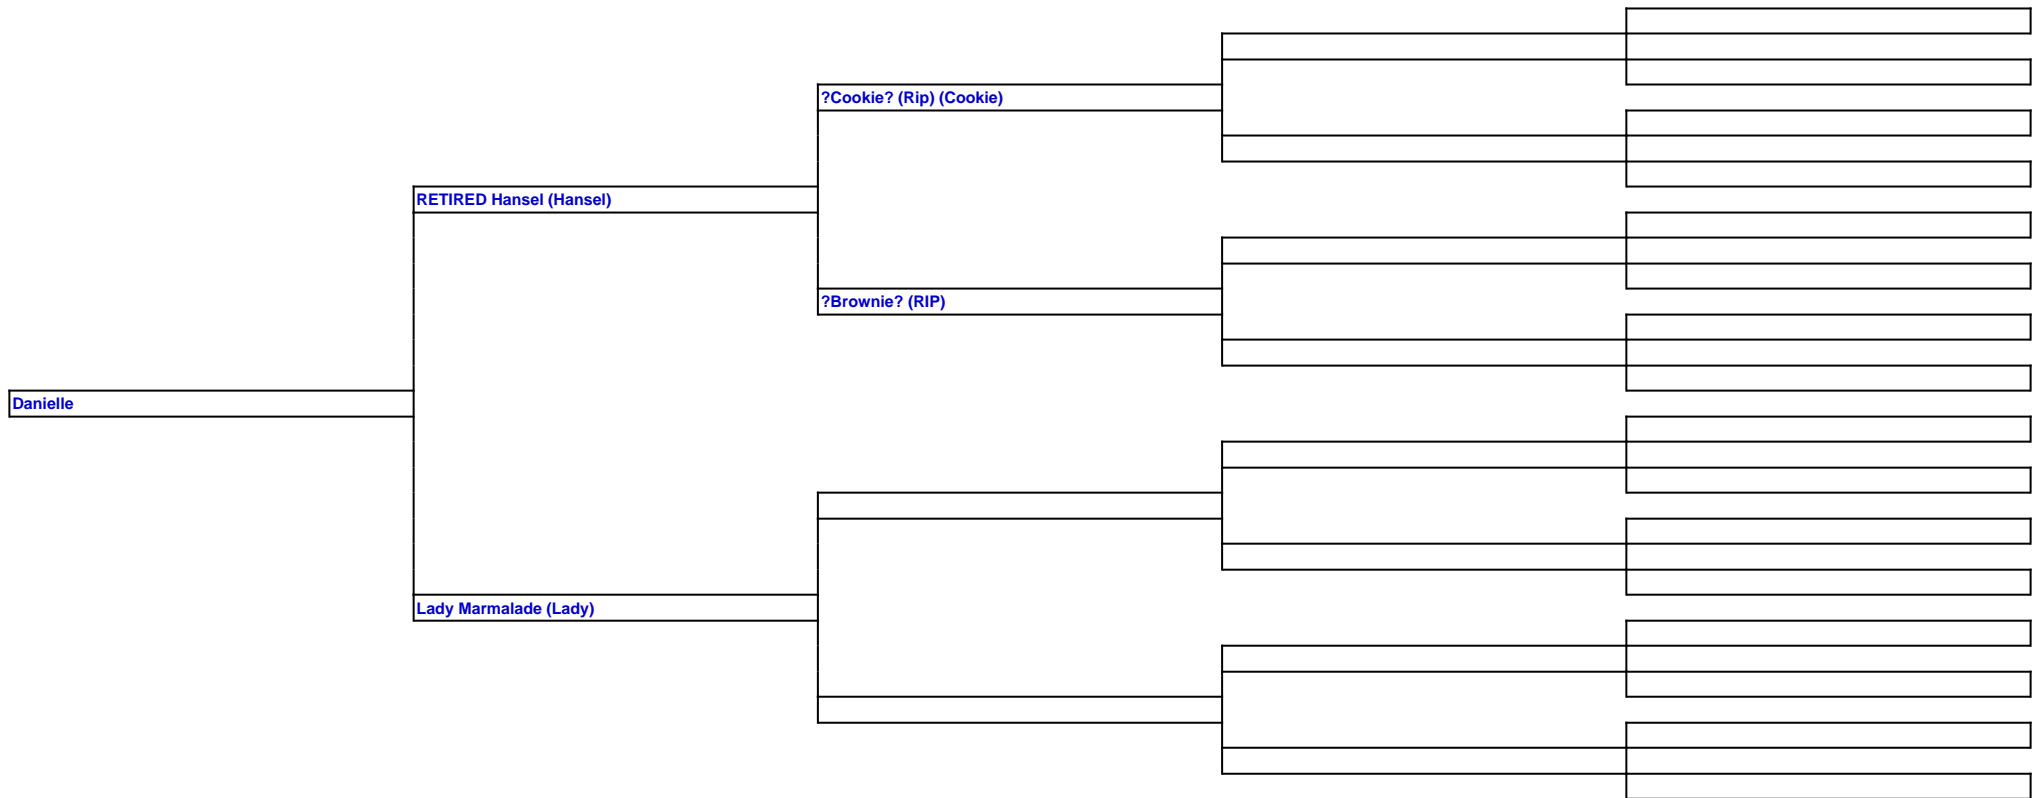 ?Cookie? (Rip) (Cookie)
RETIRED Hansel (Hansel)
?Brownie? (RIP)
Danielle
Lady Marmalade (Lady)